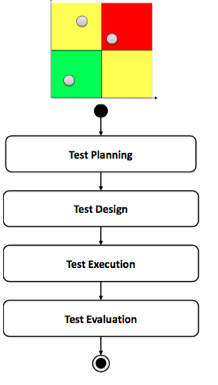 Test Planning
Test Design
Test Execution
Test Evaluation